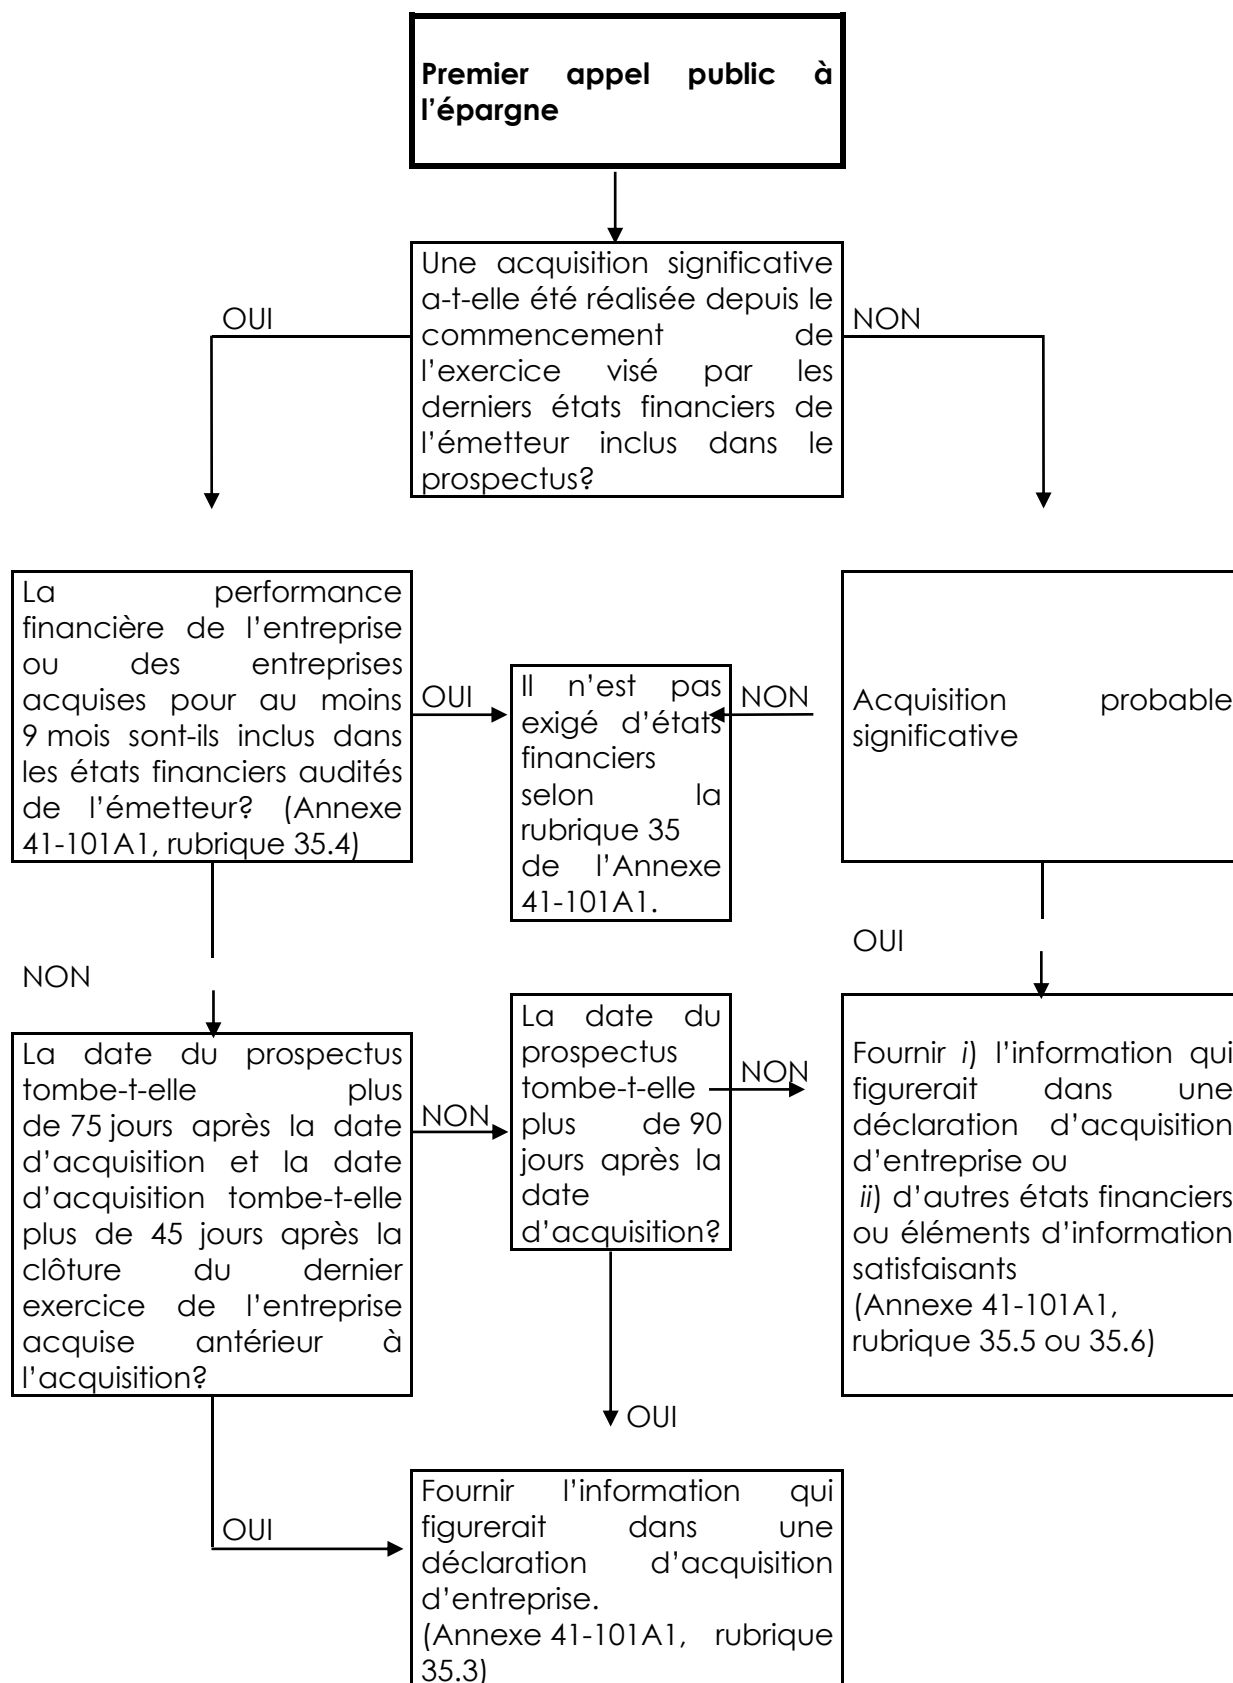 Premier appel public à
l’épargne
Une acquisition significative
a-t-elle été réalisée depuis le
commencement de
l’exercice visé par les
derniers états financiers de
l’émetteur inclus dans le
prospectus?
OUI
NON
La performance
financière de l’entreprise
ou des entreprises
acquises pour au moins
9 mois sont-ils inclus dans
les états financiers audités
de l’émetteur? (Annexe
41-101A1, rubrique 35.4)
OUI
Il n’est pas
exigé d’états
financiers
selon la
rubrique 35
de l’Annexe
41-101A1.
NON
Acquisition probable
significative
NON
OUI
La date du prospectus
tombe-t-elle plus
de 75 jours après la date
d’acquisition et la date
d’acquisition tombe-t-elle
plus de 45 jours après la
clôture du dernier
exercice de l’entreprise
acquise antérieur à
l’acquisition?
NON
La date du
prospectus
tombe-t-elle
plus de 90
jours après la
date
d’acquisition?
NON
Fournir i) l’information qui
figurerait dans une
déclaration d’acquisition
d’entreprise ou
ii) d’autres états financiers
ou éléments d’information
satisfaisants
(Annexe 41-101A1,
rubrique 35.5 ou 35.6)
OUI
OUI
Fournir l’information qui
figurerait dans une
déclaration d’acquisition
d’entreprise.
(Annexe 41-101A1, rubrique
35.3)